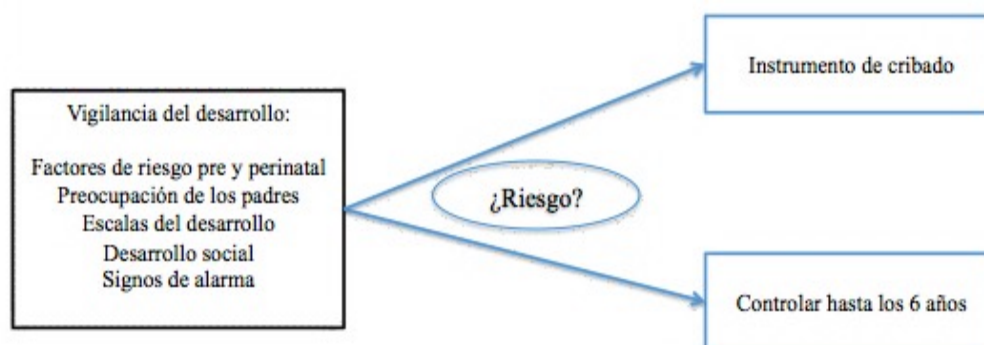 Vigilancia del desarrollo:
Factores de riesgo pre y perinatal
Preocupación de los padres
Escalas del desarrollo
Desarrollo social
Signos de alarma
¿Riesgo?
Instrumento de cribado
Controlar hasta los 6 años